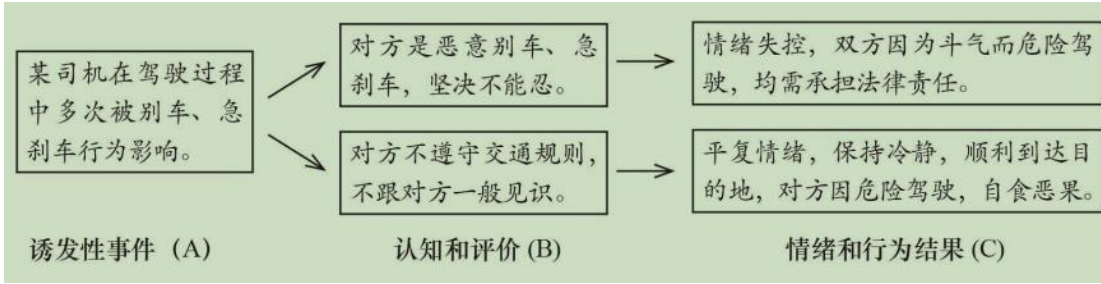 某司机在驾驶过程
中多次被别车、急
刹车行为影响。
对方是恶意别车、急
刹车，坚决不能忍。
对方不遵守交通规则，
不跟对方一般见识。
情绪失控，双方因为斗气而危险驾
驶，均需承担法律责任。
平复情绪，保持冷静，顺利到达目
的地，对方因危险驾驶，自食恶果。
诱发性事件（A）
认知和评价 (B)
情绪和行为结果 (C)